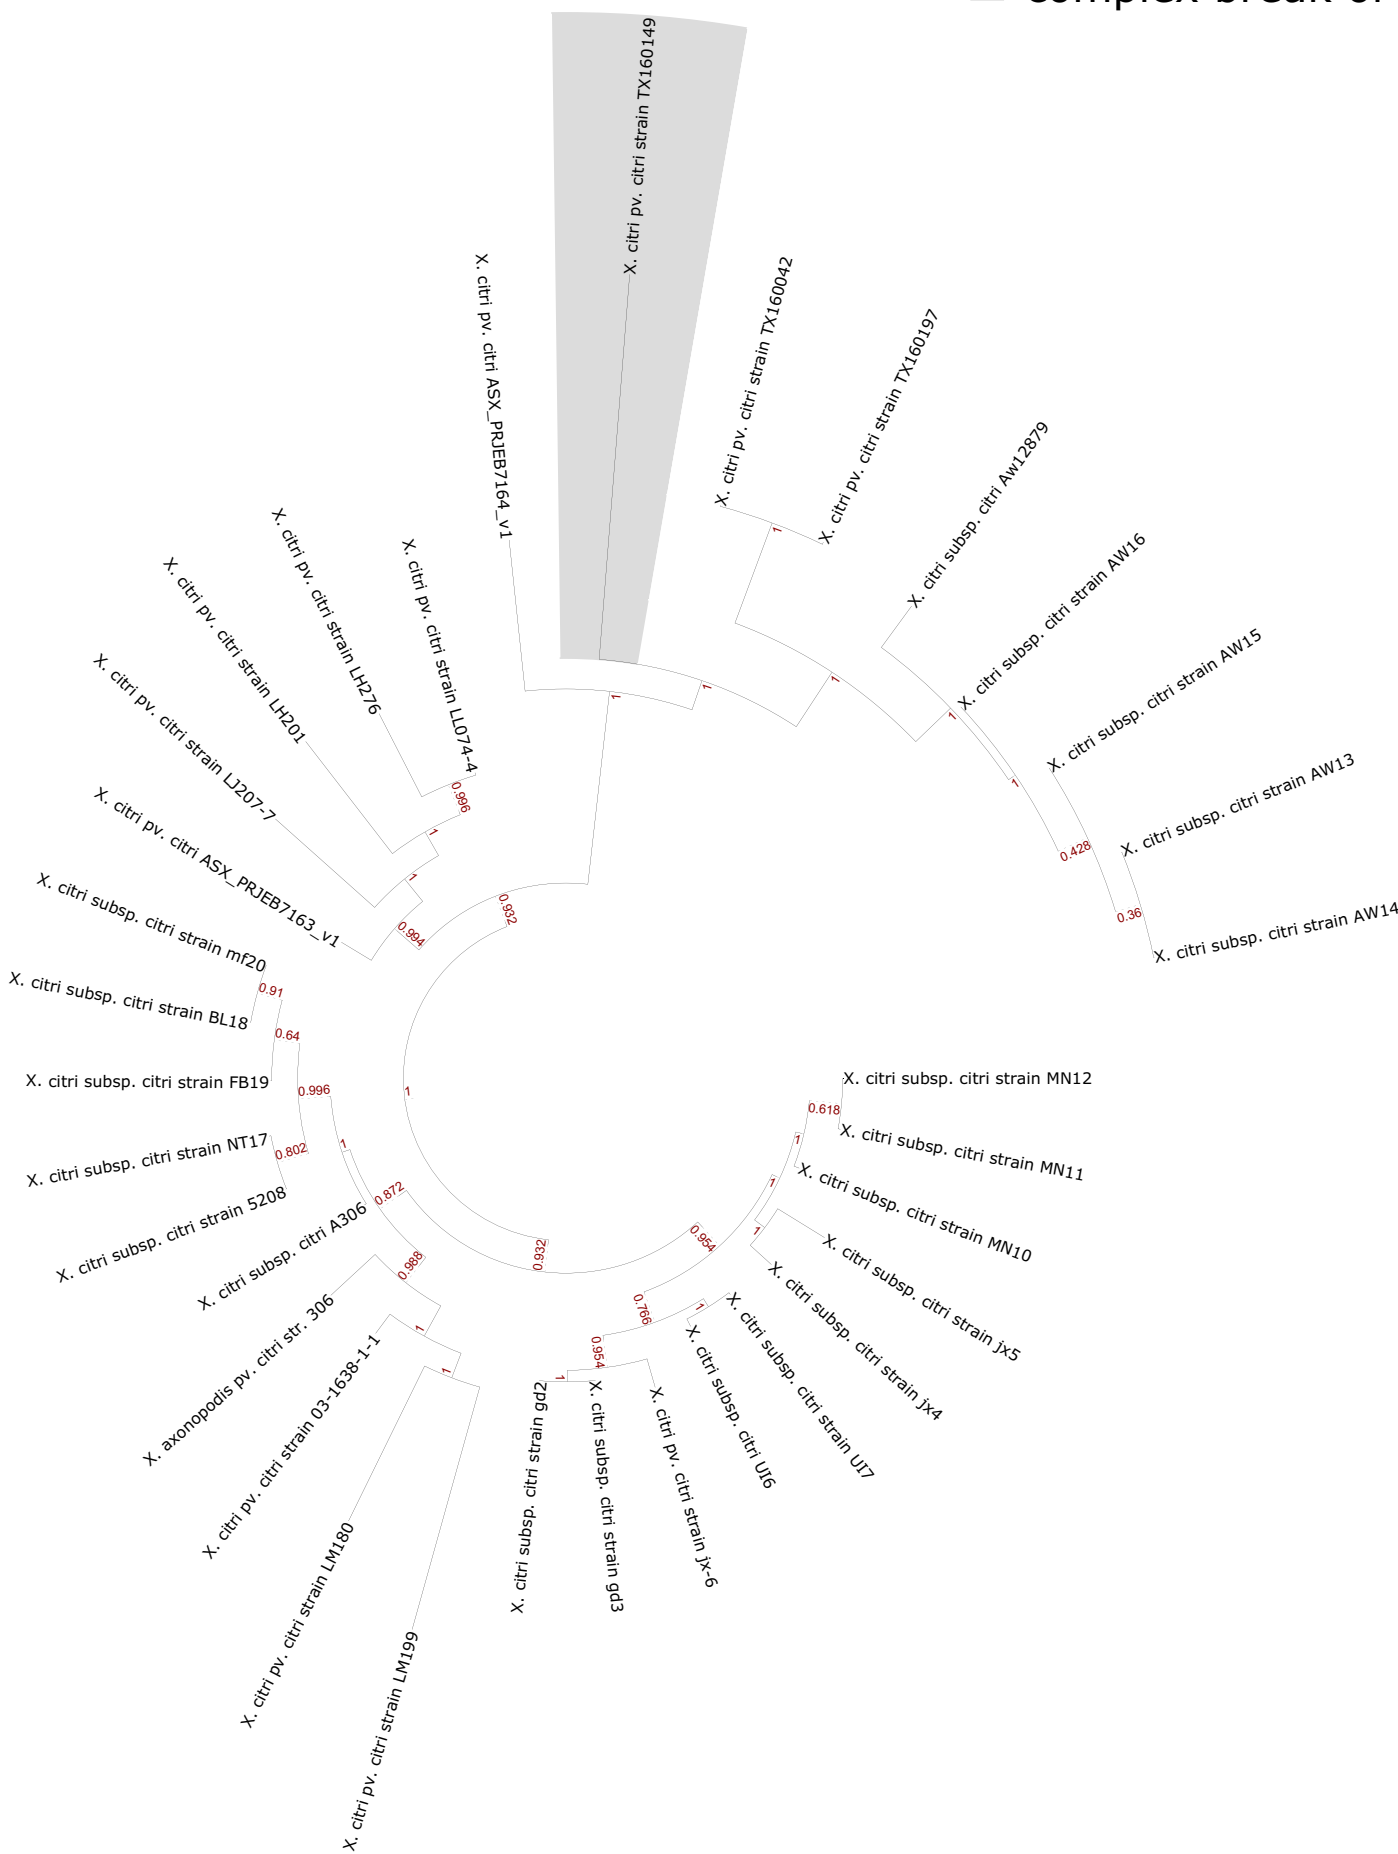 X. citri pv. citri strain TX160149
X. citri pv. citri strain TX160042
X. citri pv. citri strain TX160197
X. citri subsp. citri Aw12879
X. citri subsp. citri strain AW16
X. citri subsp. citri strain AW15
X. citri subsp. citri strain AW13
X. citri subsp. citri strain AW14
X. citri subsp. citri strain MN12
X. citri subsp. citri strain MN11
X. citri subsp. citri strain MN10
X. citri subsp. citri strain jx5
X. citri subsp. citri strain jx4
X. citri subsp. citri strain UI7
X. citri subsp. citri UI6
X. citri pv. citri strain jx-6
X. citri subsp. citri strain gd3
X. citri subsp. citri strain gd2
X. citri pv. citri strain LM199
X. citri pv. citri strain LM180
X. citri pv. citri strain 03-1638-1-1
X. axonopodis pv. citri str. 306
X. citri subsp. citri A306
X. citri subsp. citri strain 5208
X. citri subsp. citri strain NT17
X. citri subsp. citri strain FB19
X. citri subsp. citri strain BL18
X. citri subsp. citri strain mf20
X. citri pv. citri ASX_PRJEB7163_v1
X. citri pv. citri strain LJ207-7
X. citri pv. citri strain LH201
X. citri pv. citri strain LH276
X. citri pv. citri strain LL074-4
X. citri pv. citri ASX_PRJEB7164_v1
1
1
1
1
1
1
0.428
0.36
0.996
1
1
0.994
0.932
0.91
0.64
0.996
0.802
1
0.872
0.988
1
1
1
0.932
0.954
0.618
1
1
1
0.766
1
0.954
1